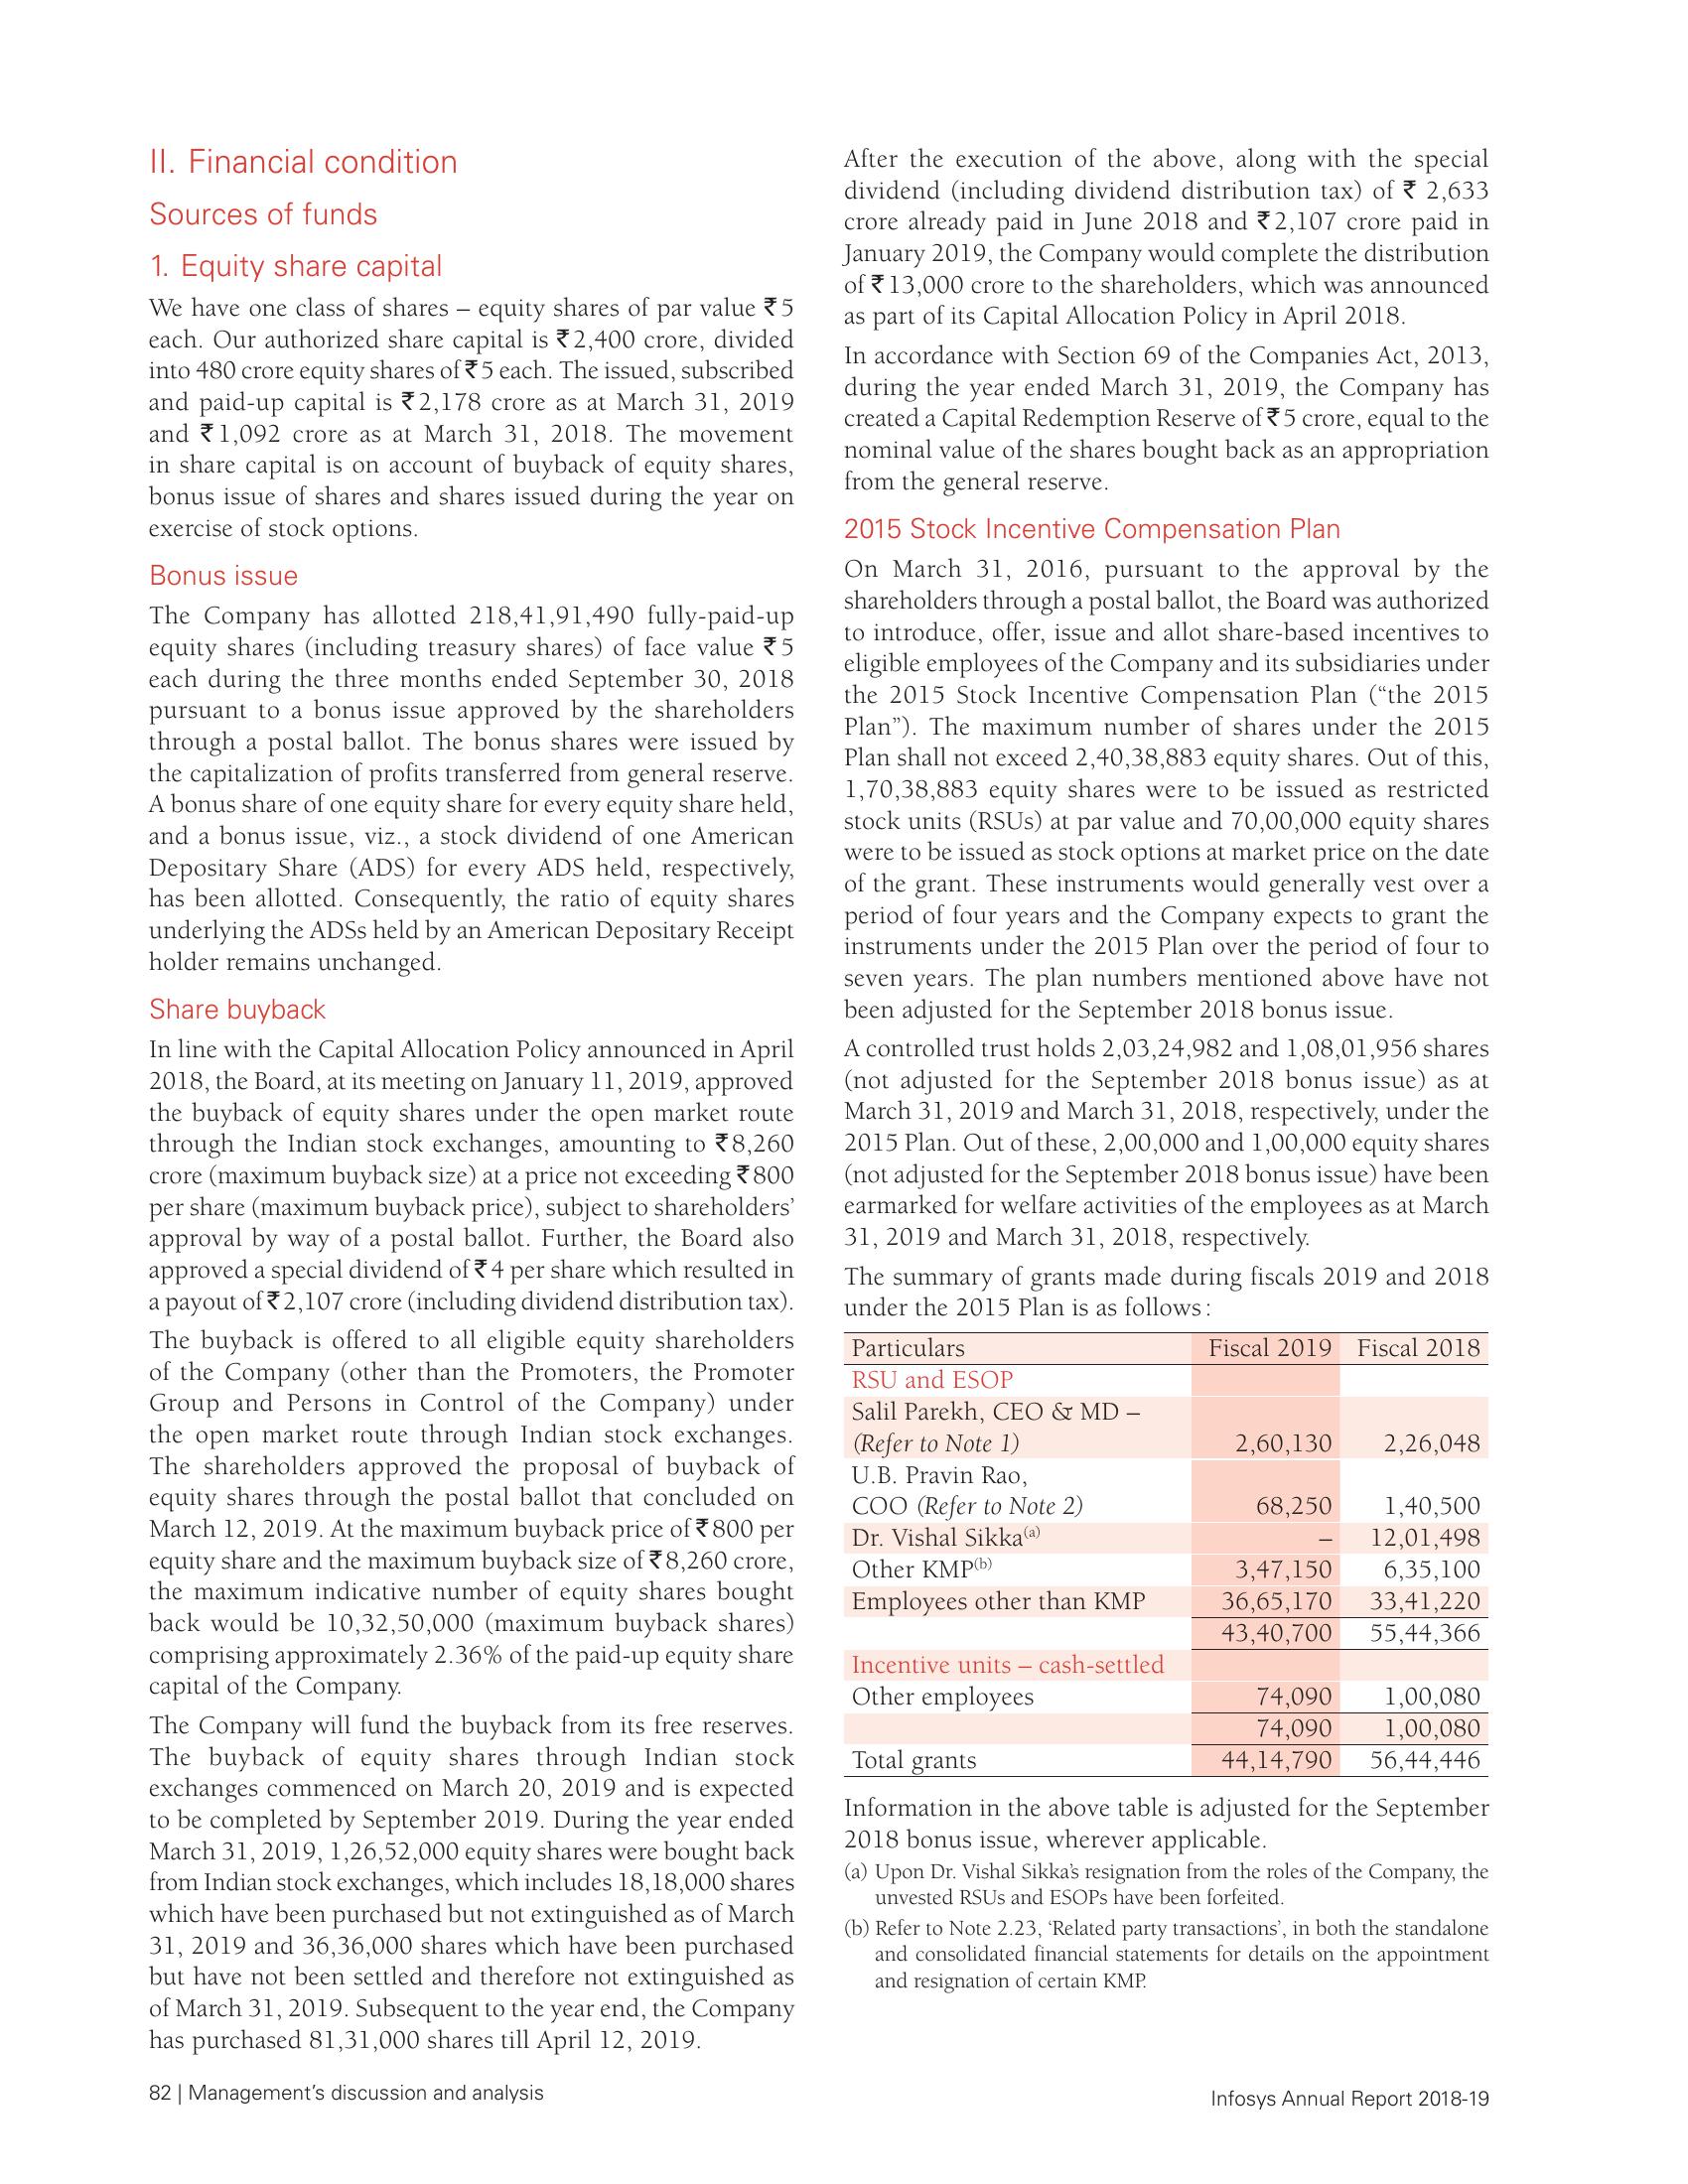 II. Financial condition
Sources of funds
1. Equity share capital
We have one class of shares – equity shares of par value ₹5
each. Our authorized share capital is ₹2,400 crore, divided
into 480 crore equity shares of ₹5 each. The issued, subscribed
and paid-up capital is ₹2,178 crore as at March 31, 2019
and ₹1,092 crore as at March 31, 2018. The movement
in share capital is on account of buyback of equity shares,
bonus issue of shares and shares issued during the year on
exercise of stock options.
Bonus issue
The Company has allotted 218,41,91,490 fully-paid-up
equity shares (including treasury shares) of face value ₹5
each during the three months ended September 30, 2018
pursuant to a bonus issue approved by the shareholders
through a postal ballot. The bonus shares were issued by
the capitalization of profits transferred from general reserve.
A bonus share of one equity share for every equity share held,
and a bonus issue, viz., a stock dividend of one American
Depositary Share (ADS) for every ADS held, respectively,
has been allotted. Consequently, the ratio of equity shares
underlying the ADSs held by an American Depositary Receipt
holder remains unchanged.
Share buyback
In line with the Capital Allocation Policy announced in April
2018, the Board, at its meeting on January 11, 2019, approved
the buyback of equity shares under the open market route
through the Indian stock exchanges, amounting to ₹8,260
crore (maximum buyback size) at a price not exceeding ₹800
per share (maximum buyback price), subject to shareholders’
approval by way of a postal ballot. Further, the Board also
approved a special dividend of ₹4 per share which resulted in
a payout of ₹2,107 crore (including dividend distribution tax).
The buyback is offered to all eligible equity shareholders
of the Company (other than the Promoters, the Promoter
Group and Persons in Control of the Company) under
the open market route through Indian stock exchanges.
The shareholders approved the proposal of buyback of
equity shares through the postal ballot that concluded on
March 12, 2019. At the maximum buyback price of ₹800 per
equity share and the maximum buyback size of ₹8,260 crore,
the maximum indicative number of equity shares bought
back would be 10,32,50,000 (maximum buyback shares)
comprising approximately 2.36% of the paid-up equity share
capital of the Company.
The Company will fund the buyback from its free reserves.
The buyback of equity shares through Indian stock
exchanges commenced on March 20, 2019 and is expected
to be completed by September 2019. During the year ended
March 31, 2019, 1,26,52,000 equity shares were bought back
from Indian stock exchanges, which includes 18,18,000 shares
which have been purchased but not extinguished as of March
31, 2019 and 36,36,000 shares which have been purchased
but have not been settled and therefore not extinguished as
of March 31, 2019. Subsequent to the year end, the Company
has purchased 81,31,000 shares till April 12, 2019.
After the execution of the above, along with the special
dividend (including dividend distribution tax) of ₹ 2,633
crore already paid in June 2018 and ₹2,107 crore paid in
January 2019, the Company would complete the distribution
of ₹13,000 crore to the shareholders, which was announced
as part of its Capital Allocation Policy in April 2018.
In accordance with Section 69 of the Companies Act, 2013,
during the year ended March 31, 2019, the Company has
created a Capital Redemption Reserve of ₹5 crore, equal to the
nominal value of the shares bought back as an appropriation
from the general reserve.
2015 Stock Incentive Compensation Plan
On March 31, 2016, pursuant to the approval by the
shareholders through a postal ballot, the Board was authorized
to introduce, offer, issue and allot share-based incentives to
eligible employees of the Company and its subsidiaries under
the 2015 Stock Incentive Compensation Plan (“the 2015
Plan”). The maximum number of shares under the 2015
Plan shall not exceed 2,40,38,883 equity shares. Out of this,
1,70,38,883 equity shares were to be issued as restricted
stock units (RSUs) at par value and 70,00,000 equity shares
were to be issued as stock options at market price on the date
of the grant. These instruments would generally vest over a
period of four years and the Company expects to grant the
instruments under the 2015 Plan over the period of four to
seven years. The plan numbers mentioned above have not
been adjusted for the September 2018 bonus issue.
A controlled trust holds 2,03,24,982 and 1,08,01,956 shares
(not adjusted for the September 2018 bonus issue) as at
March 31, 2019 and March 31, 2018, respectively, under the
2015 Plan. Out of these, 2,00,000 and 1,00,000 equity shares
(not adjusted for the September 2018 bonus issue) have been
earmarked for welfare activities of the employees as at March
31, 2019 and March 31, 2018, respectively.
The summary of grants made during fiscals 2019 and 2018
under the 2015 Plan is as follows:
Particulars Fiscal 2019 Fiscal 2018
RSU and ESOP
Salil Parekh, CEO & MD –
(Refer to Note 1) 2,60,130 2,26,048
U.B. Pravin Rao,
COO (Refer to Note 2) 68,250 1,40,500
Dr. Vishal Sikka(a) – 12,01,498
Other KMP(b) 3,47,150 6,35,100
Employees other than KMP 36,65,170 33,41,220
43,40,700 55,44,366
Incentive units – cash-settled
Other employees 74,090 1,00,080
74,090 1,00,080
Total grants 44,14,790 56,44,446
Information in the above table is adjusted for the September
2018 bonus issue, wherever applicable.
(a) Upon Dr. Vishal Sikka’s resignation from the roles of the Company, the
unvested RSUs and ESOPs have been forfeited.
(b) Refer to Note 2.23, ‘Related party transactions’, in both the standalone
and consolidated financial statements for details on the appointment
and resignation of certain KMP.
82 | Management’s discussion and analysis
Infosys Annual Report 2018-19